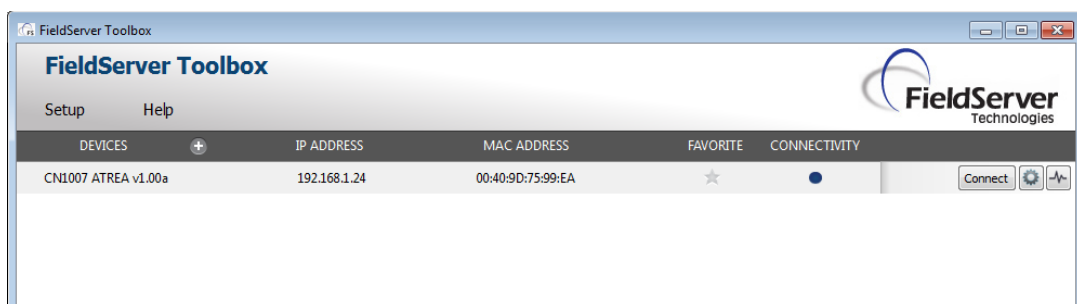 FieldServer Toolbox
FieldServer Toolbox
Setup Help
FieldServer
Technologies
DEVICES IP ADDRESS MAC ADDRESS FAVORITE CONNECTIVITY
CN1007 ATREA v1.00a 192.168.1.24 00:40:9D:75:99:EA Connect